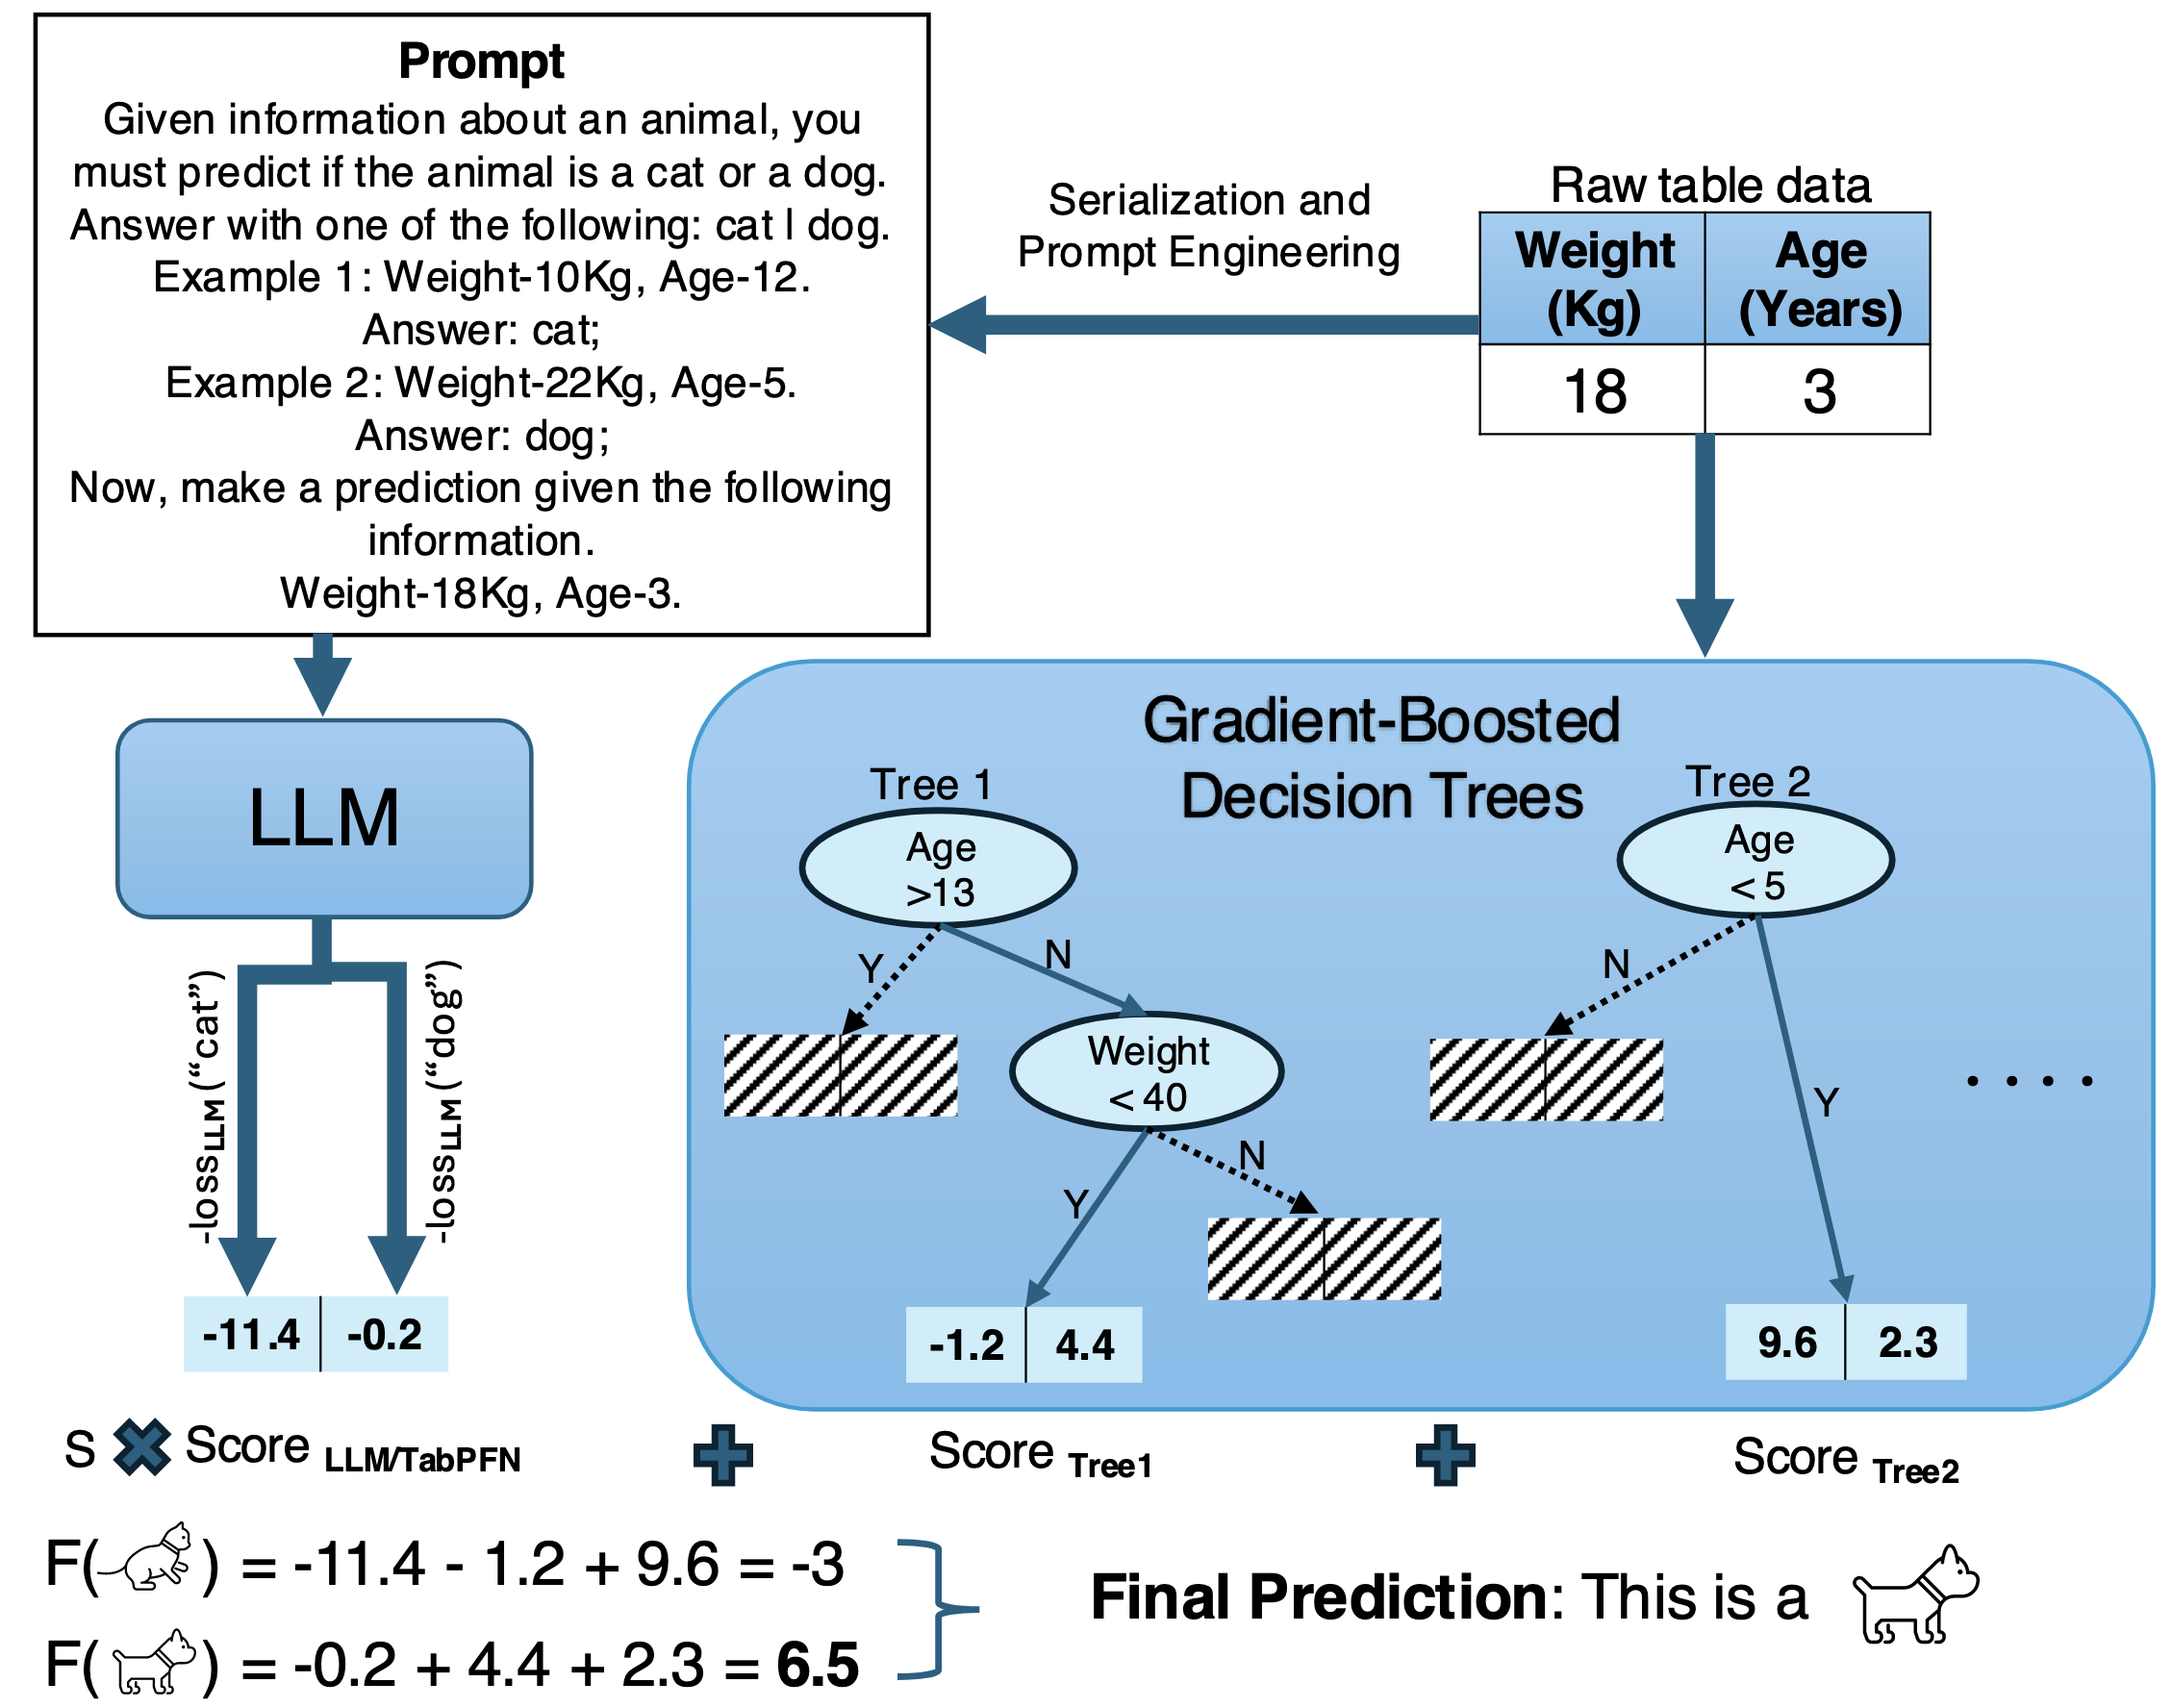 Prompt
Given information about an animal, you
must predict if the animal is a cat or a dog.
Answer with one of the following: cat | dog.
Example 1: Weight-10Kg, Age-12.
Answer: cat;
Example 2: Weight-22Kg, Age-5.
Answer: dog;
Now, make a prediction given the following
information.
Weight-18Kg, Age-3.
Serialization and
Prompt Engineering
Raw table data
Weight (Kg) Age (Years)
18 3
LLM
-lossLLM("cat")
-lossLLM("dog")
-11.4 -0.2
Gradient-Boosted
Decision Trees
Tree 1
Age
>13
Y N
Weight
< 40
Y N
-1.2 4.4
Tree 2
Age
< 5
N Y
. . . .
9.6 2.3
S Score LLM/TabPFN + Score Tree1 + Score Tree2
F( ) = -11.4 - 1.2 + 9.6 = -3
F( ) = -0.2 + 4.4 + 2.3 = 6.5
Final Prediction: This is a